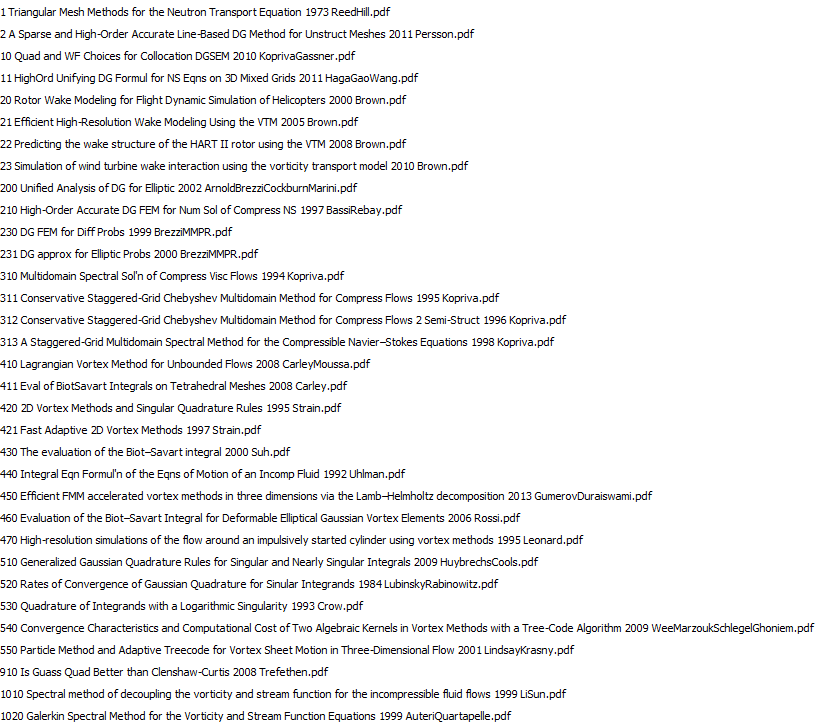 1 Triangular Mesh Methods for the Neutron Transport Equation 1973 ReedHill.pdf
2 A Sparse and High-Order Accurate Line-Based DG Method for Unstruct Meshes 2011 Persson.pdf
10 Quad and WF Choices for Collocation DGSEM 2010 KoprivaGassner.pdf
11 HighOrd Unifying DG Formul for NS Eqns on 3D Mixed Grids 2011 HagaGaoWang.pdf
20 Rotor Wake Modeling for Flight Dynamic Simulation of Helicopters 2000 Brown.pdf
21 Efficient High-Resolution Wake Modeling Using the VTM 2005 Brown.pdf
22 Predicting the wake structure of the HART II rotor using the VTM 2008 Brown.pdf
23 Simulation of wind turbine wake interaction using the vorticity transport model 2010 Brown.pdf
200 Unified Analysis of DG for Elliptic 2002 ArnoldBrezziCockburnMarini.pdf
210 High-Order Accurate DG FEM for Num Sol of Compress NS 1997 BassiRebay.pdf
230 DG FEM for Diff Probs 1999 BrezziMMPR.pdf
231 DG approx for Elliptic Probs 2000 BrezziMMPR.pdf
310 Multidomain Spectral Sol'n of Compress Visc Flows 1994 Kopriva.pdf
311 Conservative Staggered-Grid Chebyshev Multidomain Method for Compress Flows 1995 Kopriva.pdf
312 Conservative Staggered-Grid Chebyshev Multidomain Method for Compress Flows 2 Semi-Struct 1996 Kopriva.pdf
313 A Staggered-Grid Multidomain Spectral Method for the Compressible Navier–Stokes Equations 1998 Kopriva.pdf
410 Lagrangian Vortex Method for Unbounded Flows 2008 CarleyMoussa.pdf
411 Eval of BiotSavart Integrals on Tetrahedral Meshes 2008 Carley.pdf
420 2D Vortex Methods and Singular Quadrature Rules 1995 Strain.pdf
421 Fast Adaptive 2D Vortex Methods 1997 Strain.pdf
430 The evaluation of the Biot–Savart integral 2000 Suh.pdf
440 Integral Eqn Formul'n of the Eqns of Motion of an Incomp Fluid 1992 Uhlman.pdf
450 Efficient FMM accelerated vortex methods in three dimensions via the Lamb–Helmholtz decomposition 2013 GumerovDuraiswami.pdf
460 Evaluation of the Biot–Savart Integral for Deformable Elliptical Gaussian Vortex Elements 2006 Rossi.pdf
470 High-resolution simulations of the flow around an impulsively started cylinder using vortex methods 1995 Leonard.pdf
510 Generalized Gaussian Quadrature Rules for Singular and Nearly Singular Integrals 2009 HuybrechsCools.pdf
520 Rates of Convergence of Gaussian Quadrature for Sinular Integrands 1984 LubinskyRabinowitz.pdf
530 Quadrature of Integrands with a Logarithmic Singularity 1993 Crow.pdf
540 Convergence Characteristics and Computational Cost of Two Algebraic Kernels in Vortex Methods with a Tree-Code Algorithm 2009 WeeMarzoukSchlegelGhoniem.pdf
550 Particle Method and Adaptive Treecode for Vortex Sheet Motion in Three-Dimensional Flow 2001 LindsayKrasny.pdf
910 Is Guass Quad Better than Clenshaw-Curtis 2008 Trefethen.pdf
1010 Spectral method of decoupling the vorticity and stream function for the incompressible fluid flows 1999 LiSun.pdf
1020 Galerkin Spectral Method for the Vorticity and Stream Function Equations 1999 AuteriQuartapelle.pdf